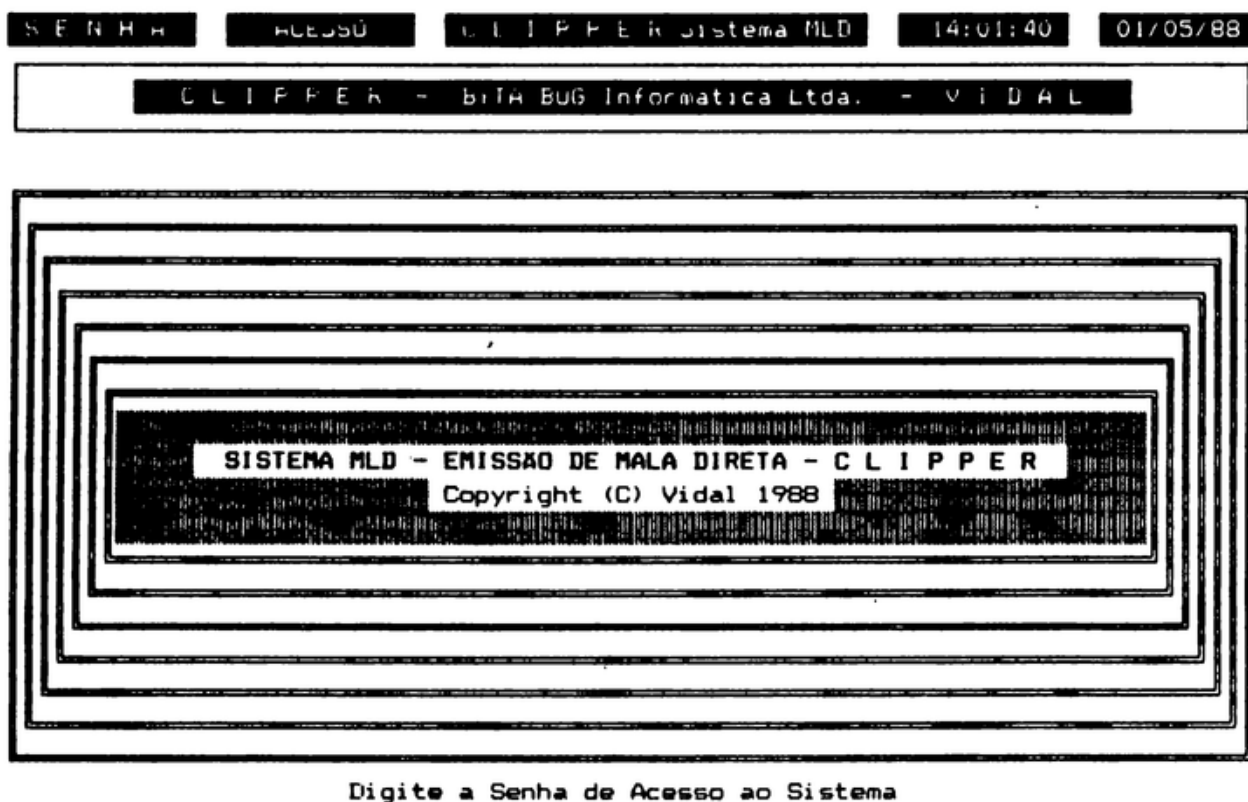 S E N H A ACESSO C L I P P E R Sistema MLD 14:01:40 01/05/88
C L I P P E R - BiTA BUG Informatica Ltda. - V i D A L
SISTEMA MLD - EMISSÃO DE MALA DIRETA - C L I P P E R
Copyright (C) Vidal 1988
Digite a Senha de Acesso ao Sistema